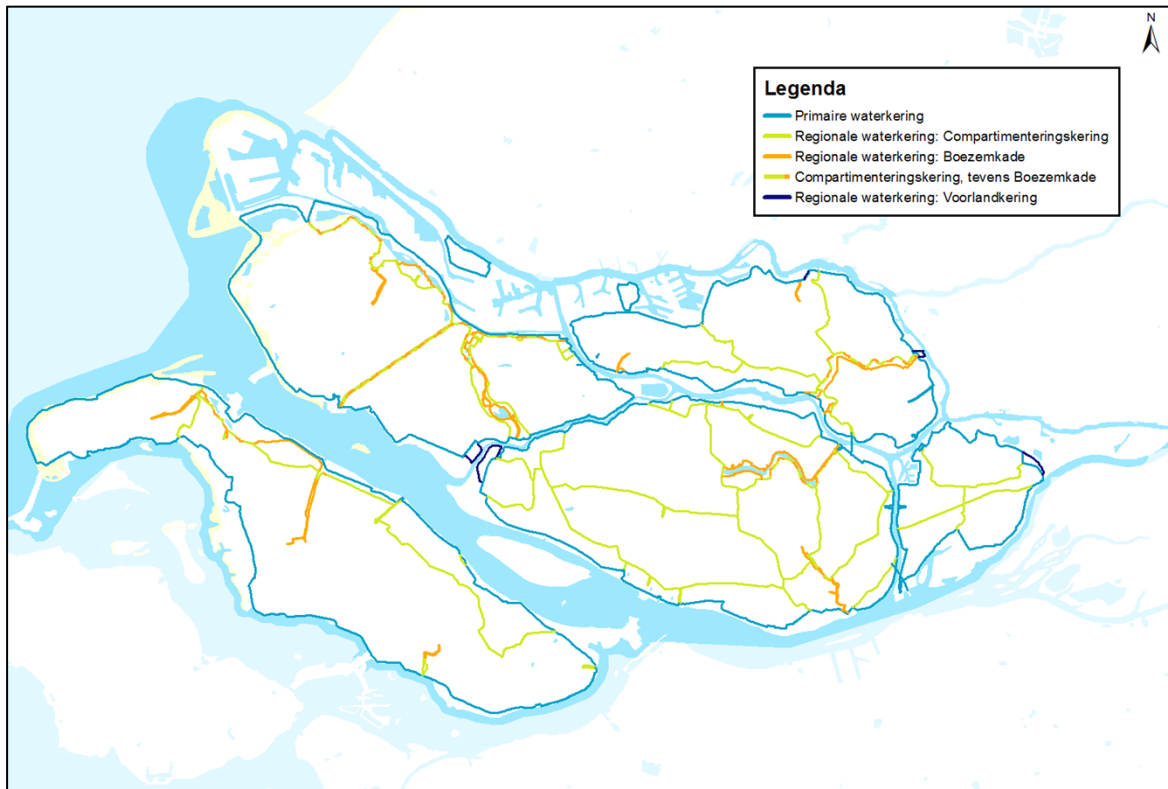 N
Legenda
Primaire waterkering
Regionale waterkering: Compartimenteringskering
Regionale waterkering: Boezemkade
Compartimenteringskering, tevens Boezemkade
Regionale waterkering: Voorlandkering